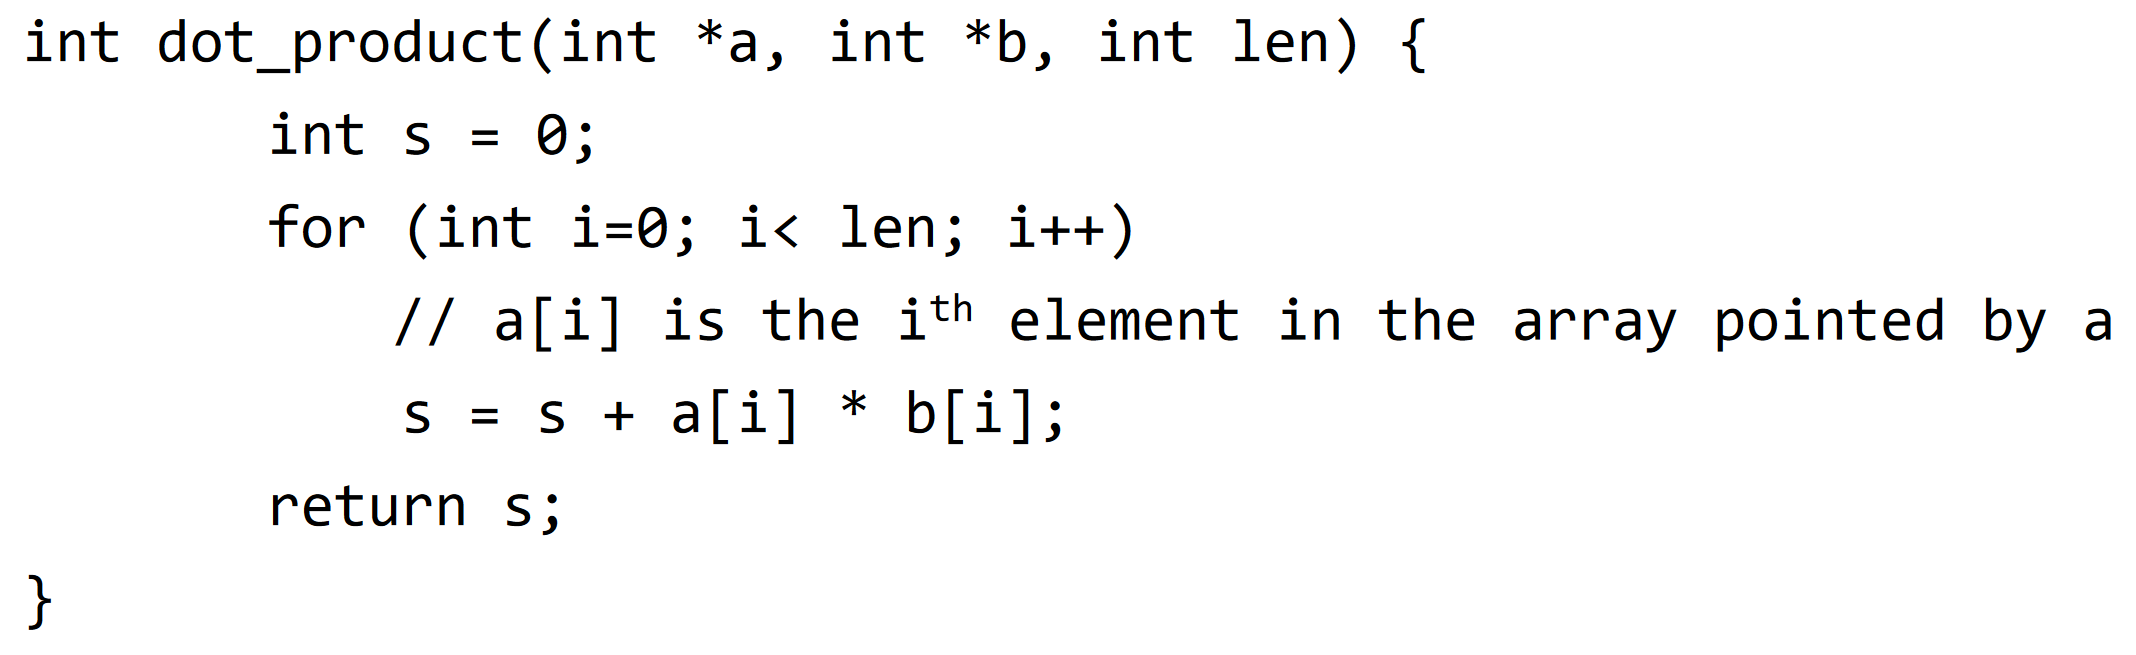 int dot_product(int *a, int *b, int len) {
int s = 0;
for (int i=0; i< len; i++)
// a[i] is the iᵗʰ element in the array pointed by a
s = s + a[i] * b[i];
return s;
}